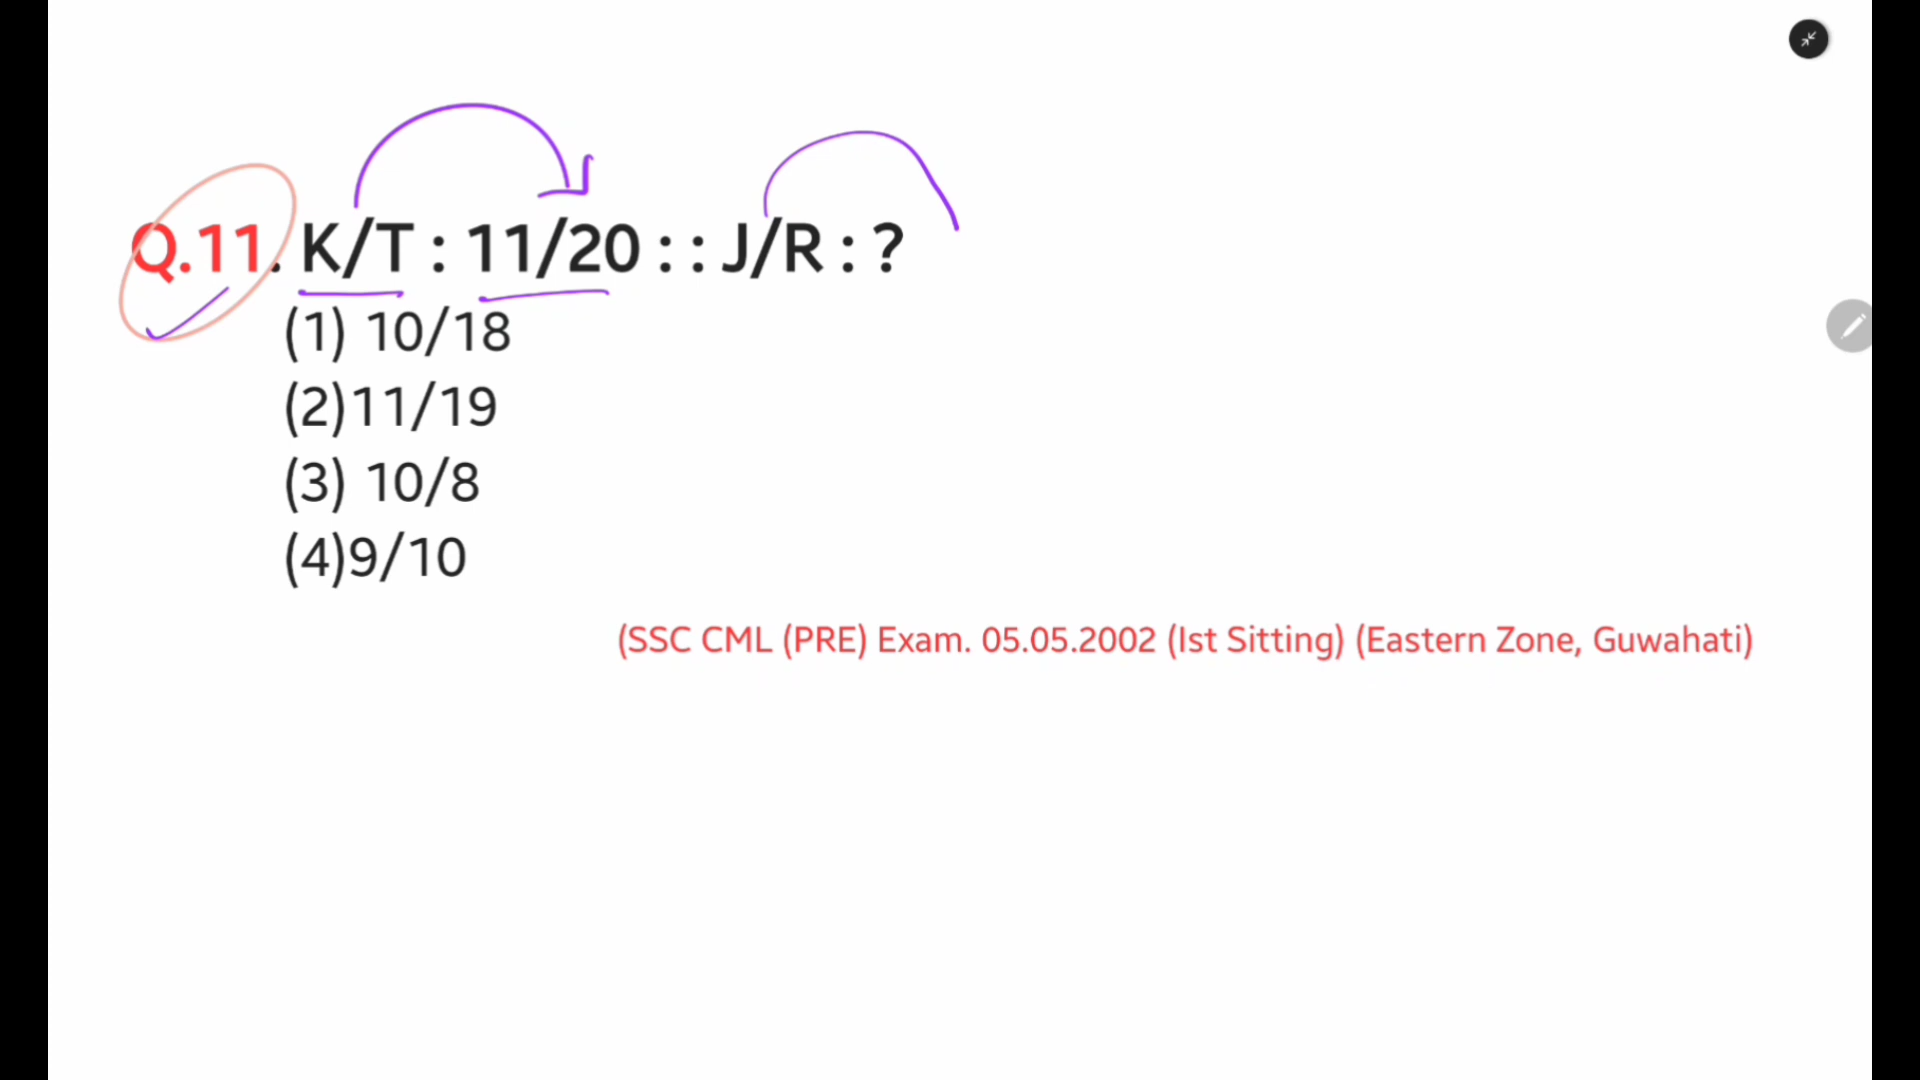 Q.11. K/T : 11/20 : : J/R : ?
(1) 10/18
(2)11/19
(3) 10/8
(4)9/10
(SSC CML (PRE) Exam. 05.05.2002 (Ist Sitting) (Eastern Zone, Guwahati)